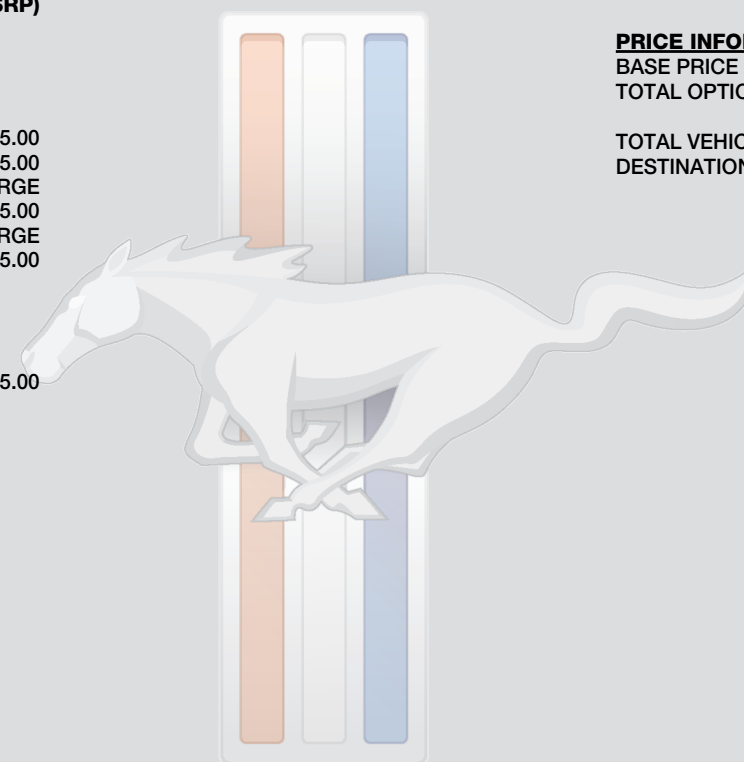 SRP)
5.00
5.00
RGE
5.00
RGE
5.00
5.00
PRICE INFO
BASE PRICE
TOTAL OPTIO
TOTAL VEHIC
DESTINATION